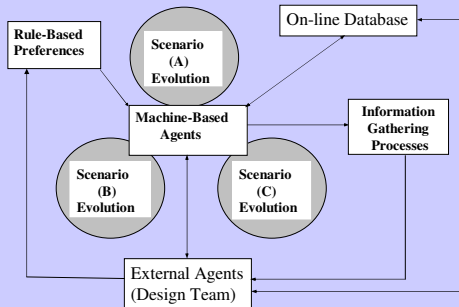 On-line Database
Rule-Based
Preferences
Scenario
(A)
Evolution
Machine-Based
Agents
Information
Gathering
Processes
Scenario
(B)
Evolution
Scenario
(C)
Evolution
External Agents
(Design Team)